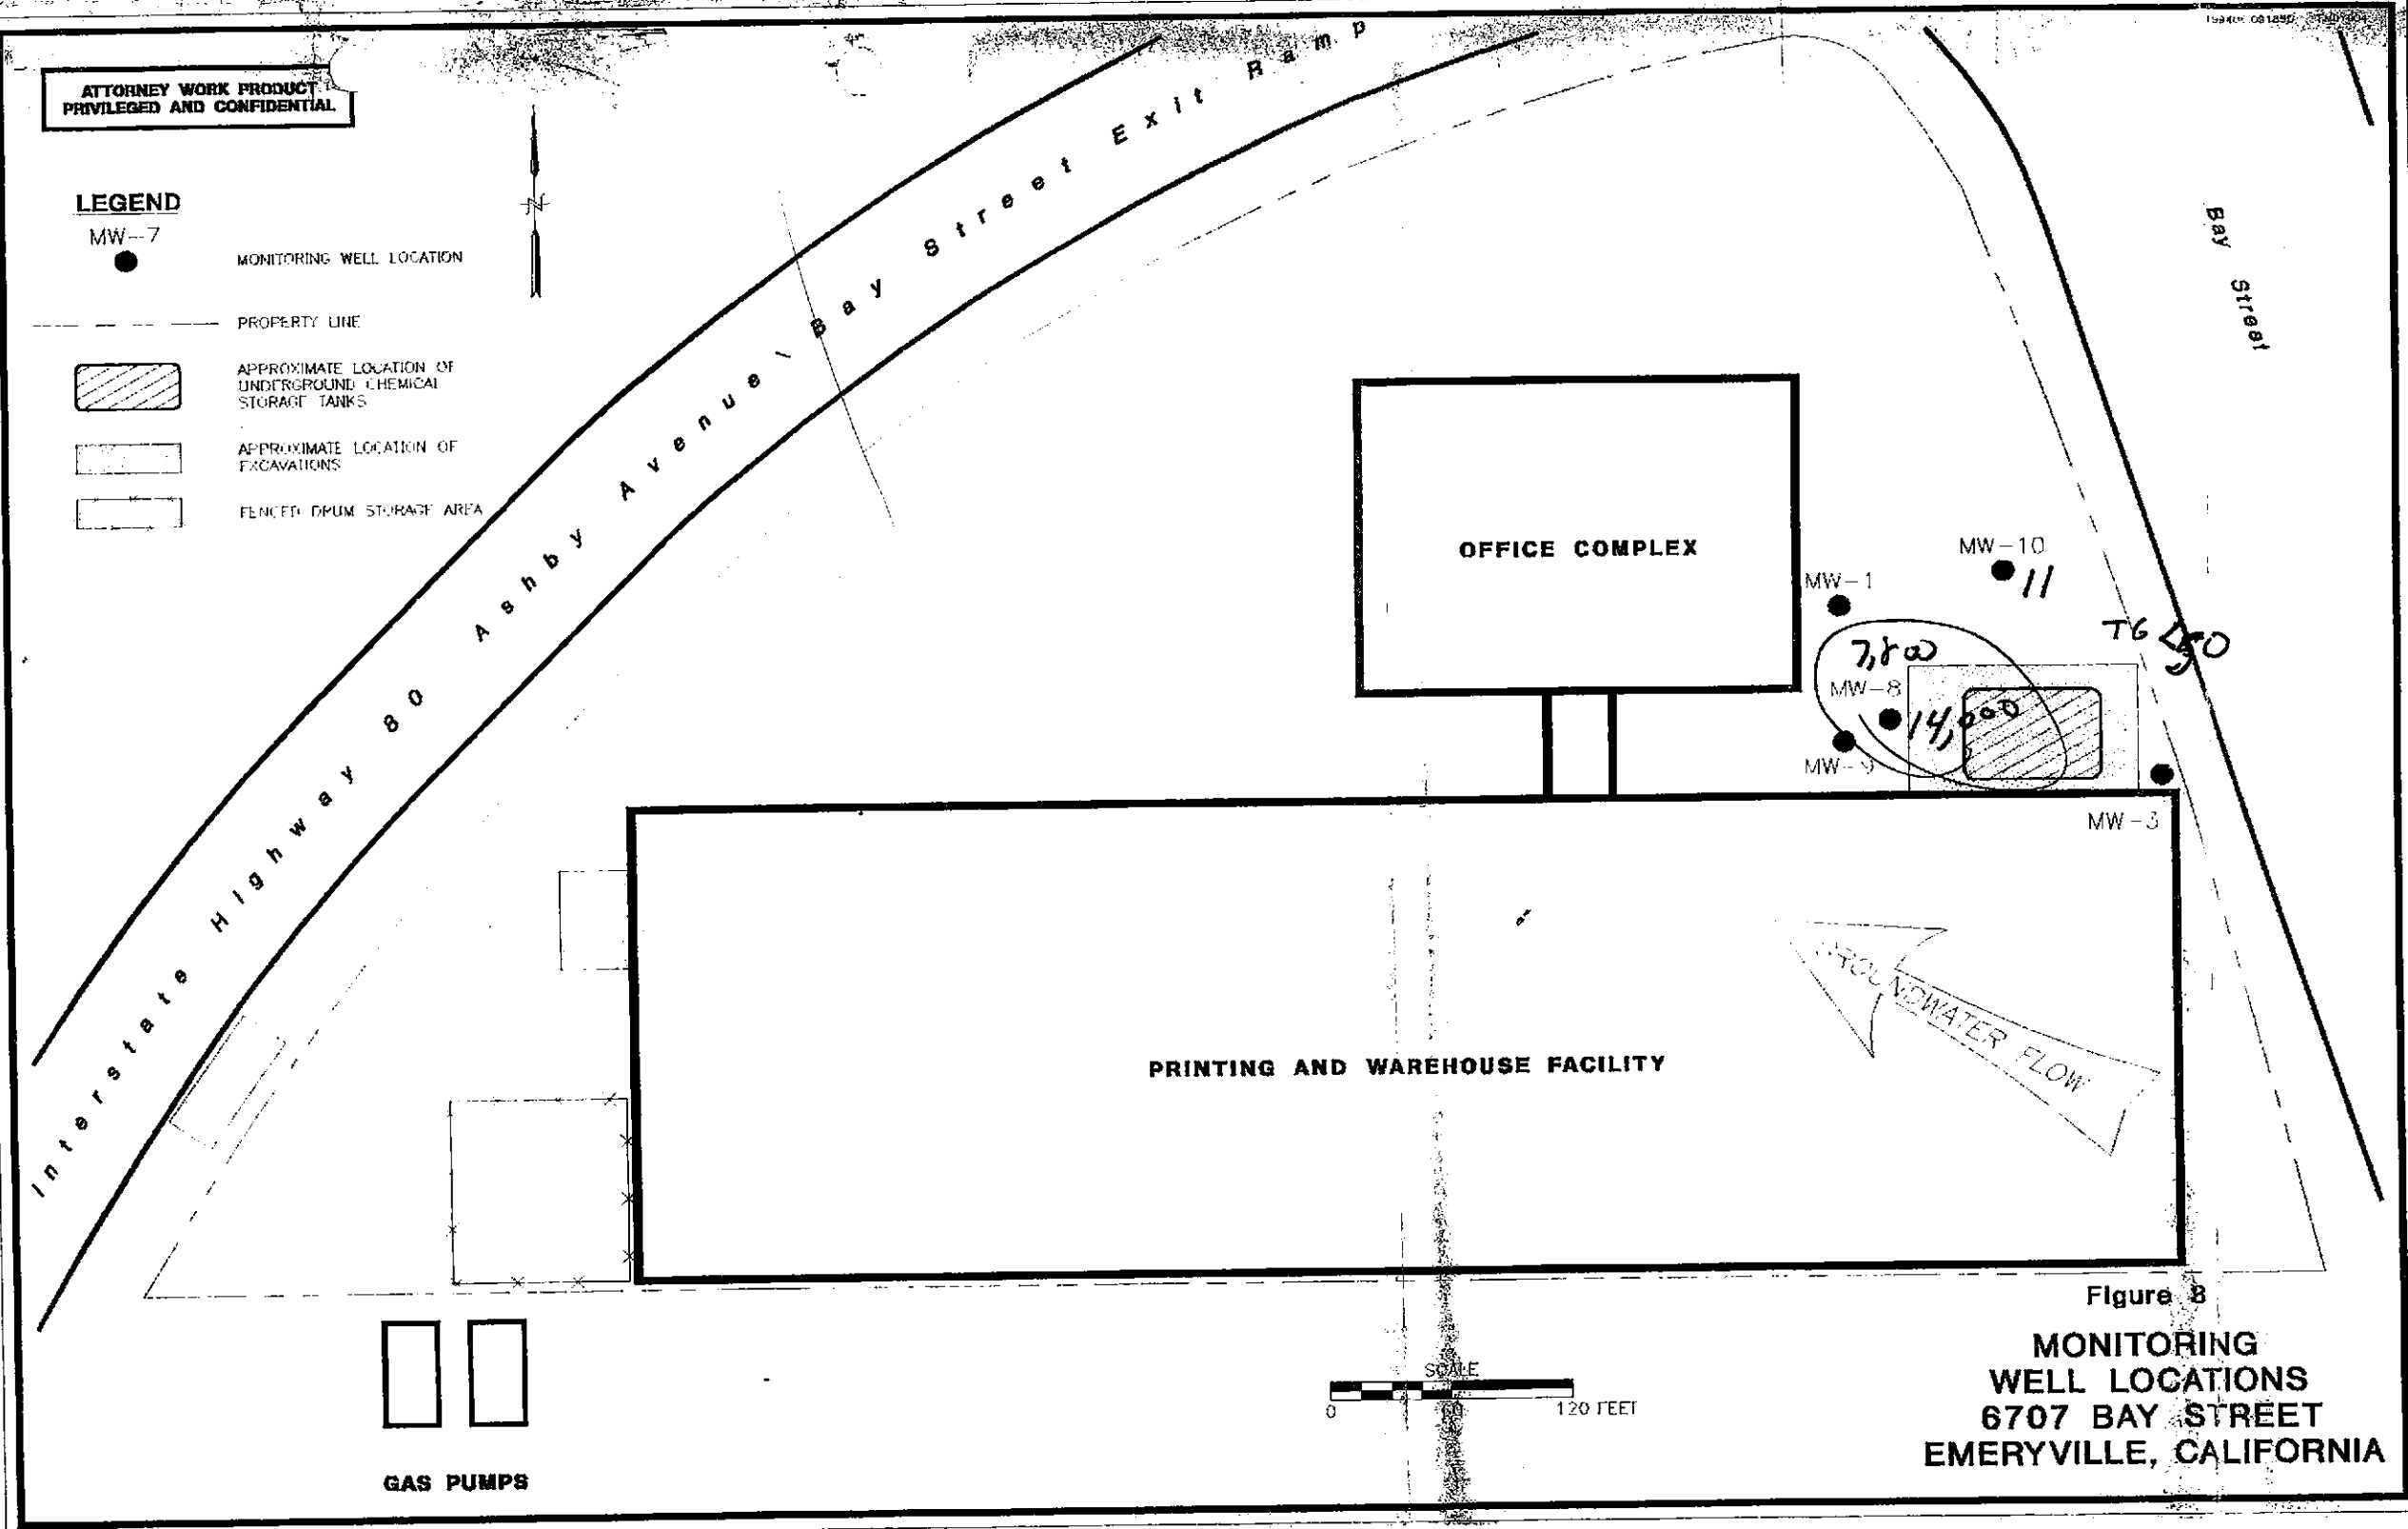 ATTORNEY WORK PRODUCT
PRIVILEGED AND CONFIDENTIAL
LEGEND
MW-7
MONITORING WELL LOCATION
PROPERTY LINE
APPROXIMATE LOCATION OF
UNDERGROUND CHEMICAL
STORAGE TANKS
APPROXIMATE LOCATION OF
EXCAVATIONS
FENCED DRUM STORAGE AREA
N
Interstate Highway 80 Ashby Avenue \ Bay Street Exit Ramp
Bay Street
OFFICE COMPLEX
MW-10
11
MW-1
TG <50
7,800
MW-8
14,000
MW-9
MW-3
GROUNDWATER FLOW
PRINTING AND WAREHOUSE FACILITY
GAS PUMPS
SCALE
0 60 120 FEET
Figure 8
MONITORING
WELL LOCATIONS
6707 BAY STREET
EMERYVILLE, CALIFORNIA